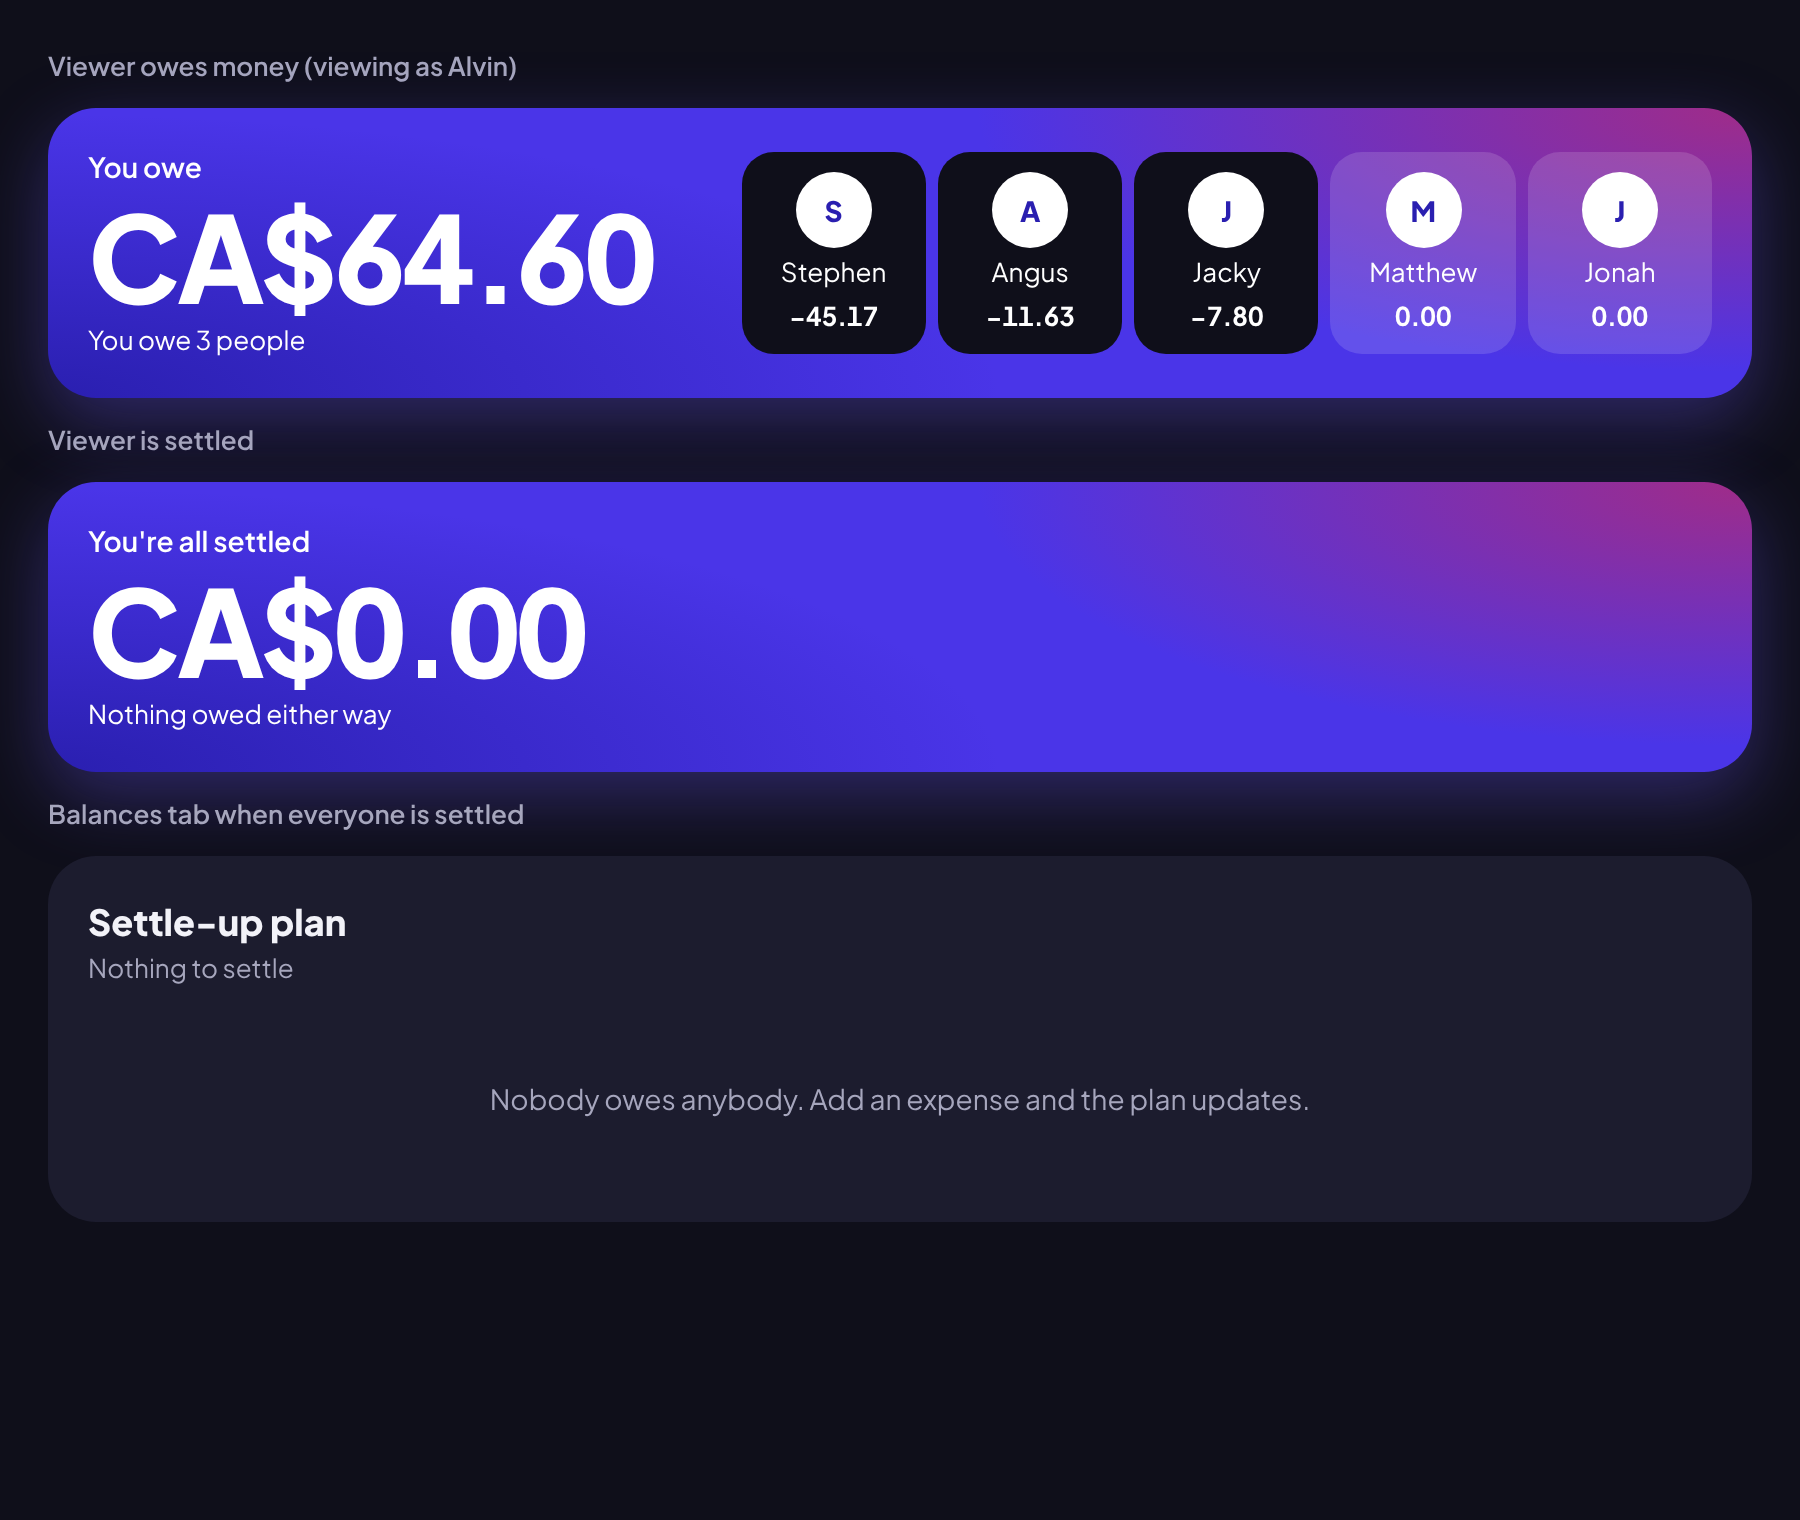 Viewer owes money (viewing as Alvin)
You owe
CA$64.60
You owe 3 people
S
Stephen
-45.17
A
Angus
-11.63
J
Jacky
-7.80
M
Matthew
0.00
J
Jonah
0.00
Viewer is settled
You're all settled
CA$0.00
Nothing owed either way
Balances tab when everyone is settled
Settle-up plan
Nothing to settle
Nobody owes anybody. Add an expense and the plan updates.